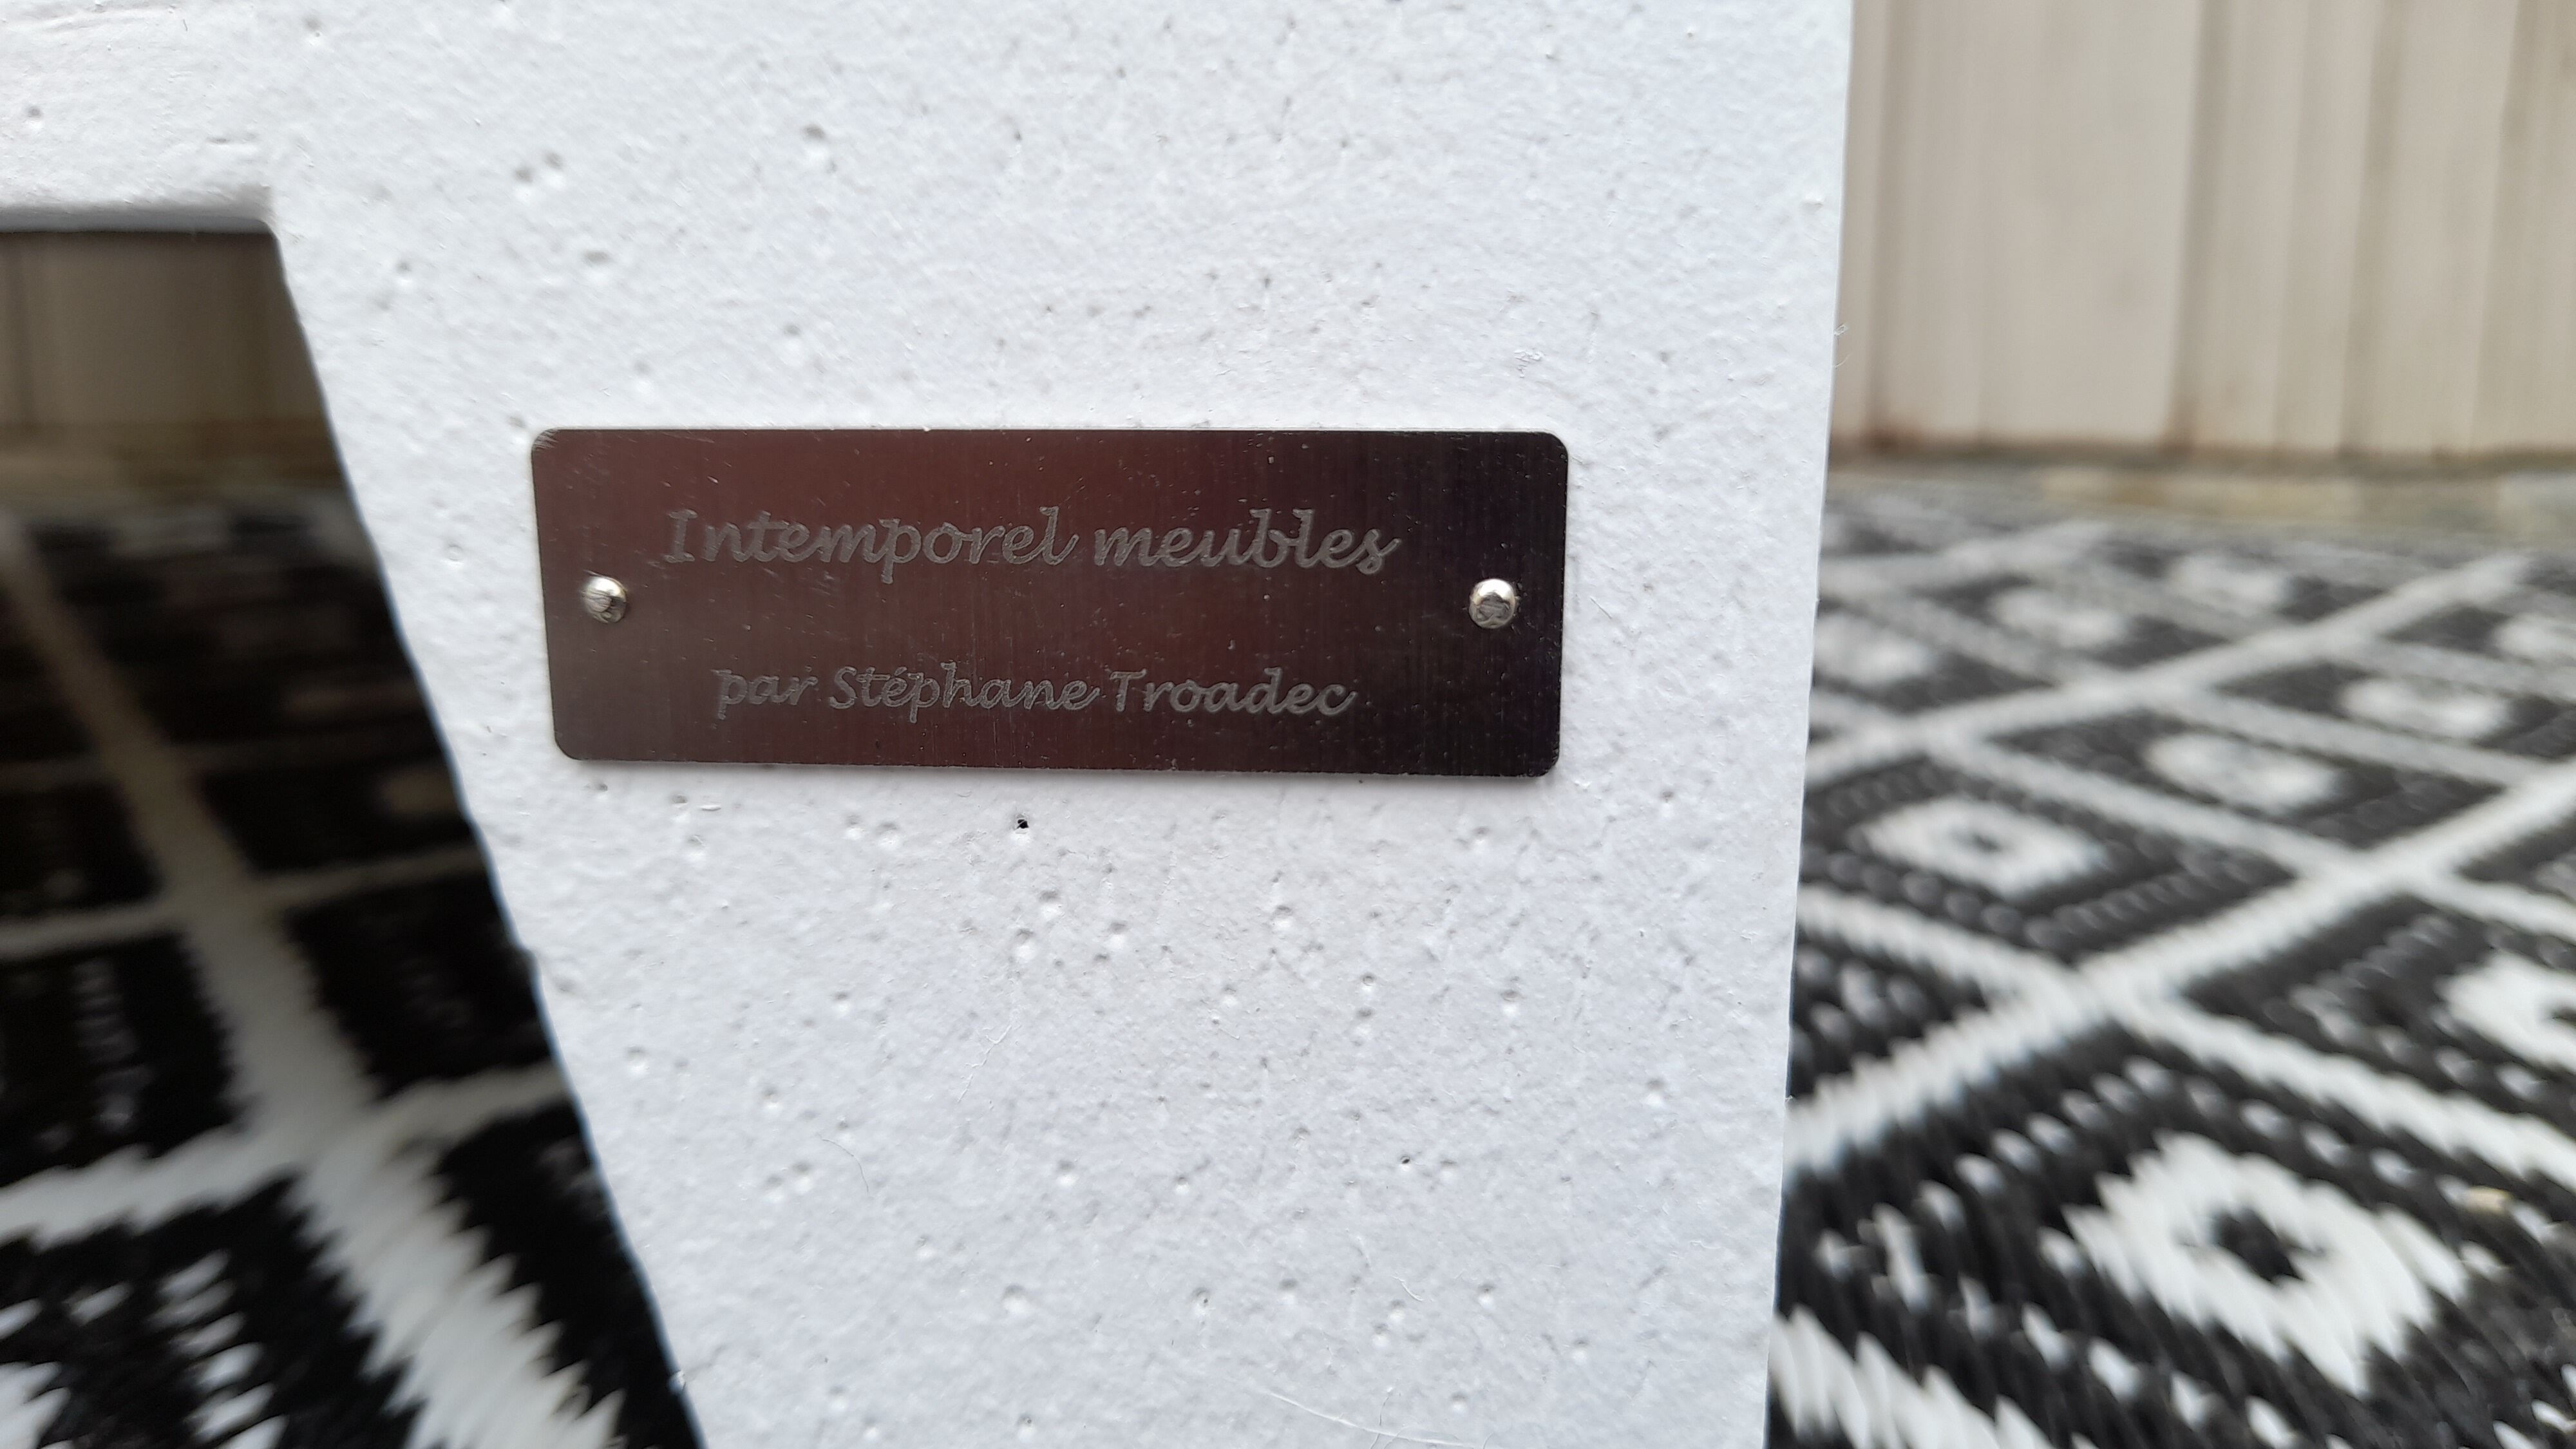 Intemporel meubles
par Stéphane Troadec